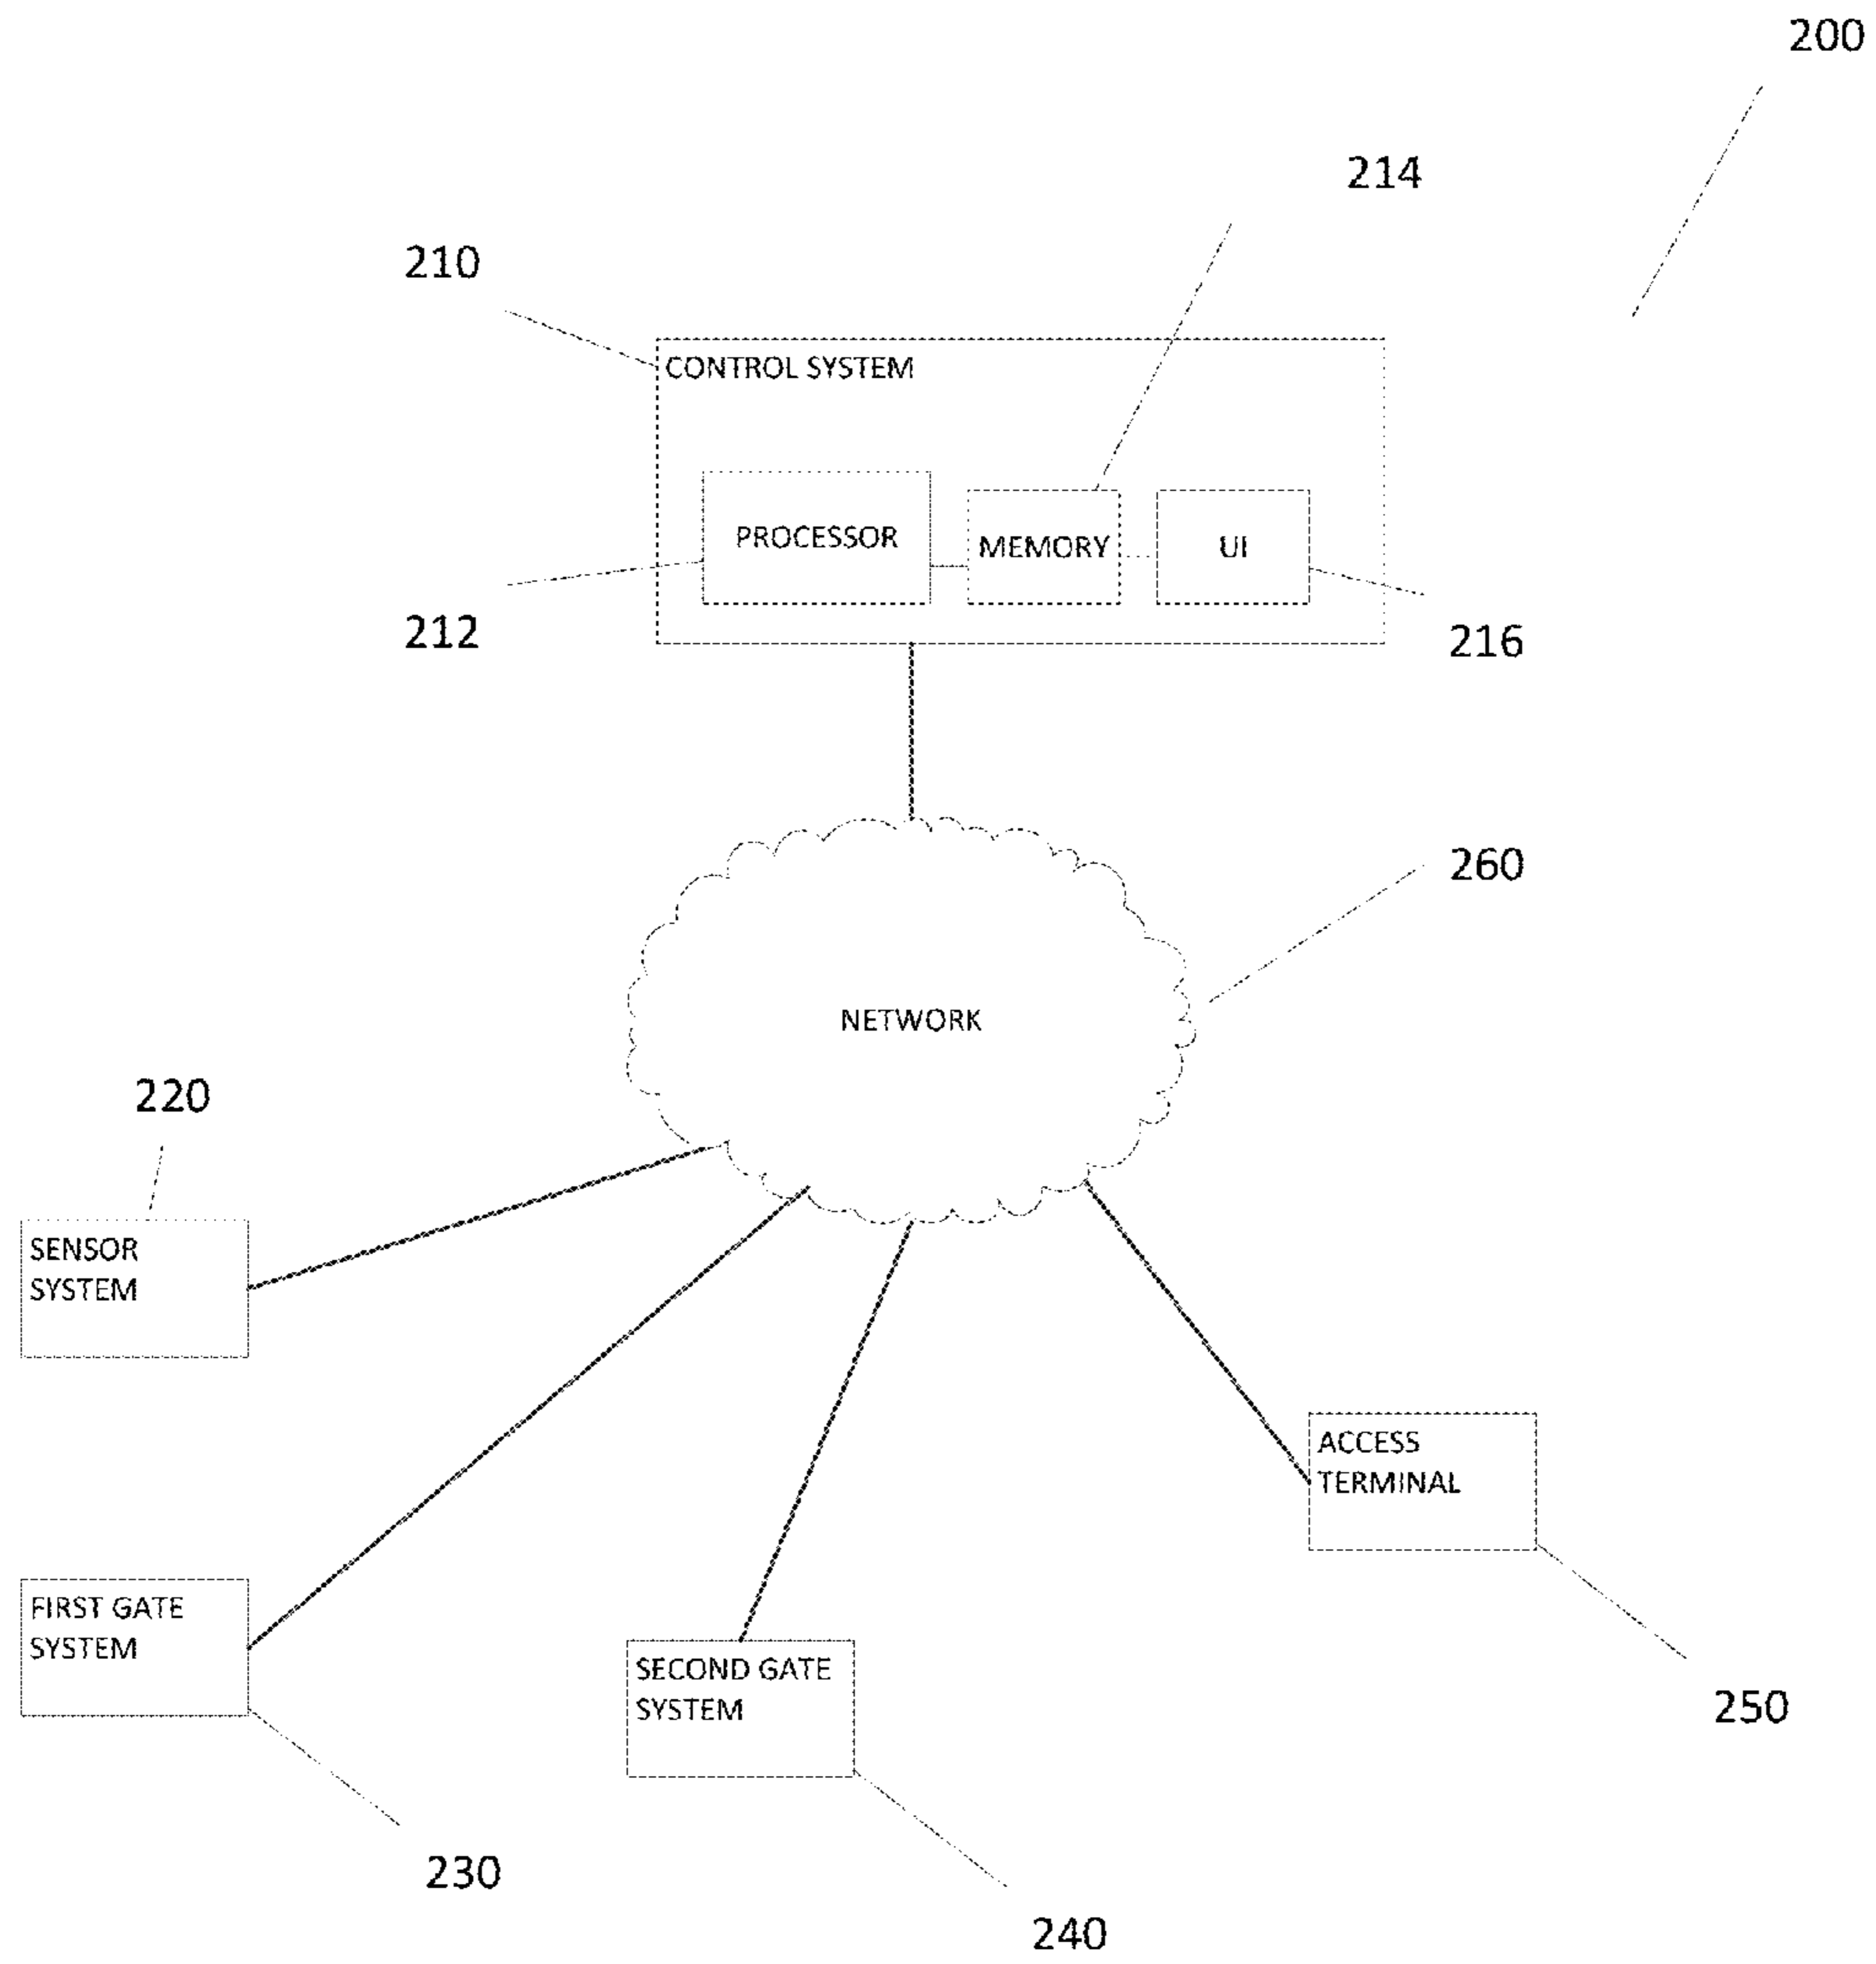 200
214
210
CONTROL SYSTEM
PROCESSOR
MEMORY
UI
212
216
260
NETWORK
220
SENSOR
SYSTEM
ACCESS
TERMINAL
FIRST GATE
SYSTEM
SECOND GATE
SYSTEM
250
230
240